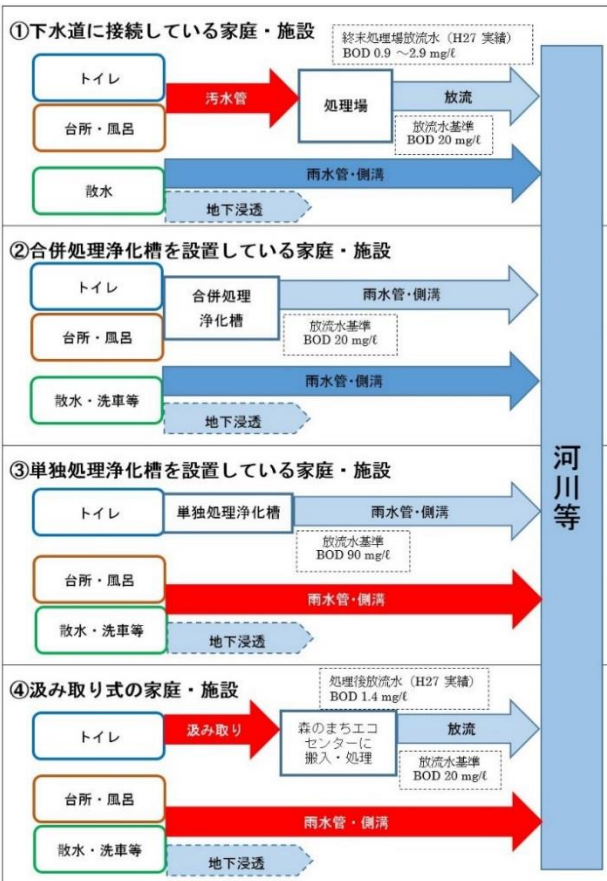 ①下水道に接続している家庭・施設
終末処理場放流水（H27 実績）
BOD 0.9 ～2.9 mg/ℓ
トイレ
汚水管
処理場
放流
台所・風呂
放流水基準
BOD 20 mg/ℓ
散水
雨水管・側溝
地下浸透
②合併処理浄化槽を設置している家庭・施設
トイレ
合併処理
浄化槽
雨水管・側溝
台所・風呂
放流水基準
BOD 20 mg/ℓ
散水・洗車等
雨水管・側溝
地下浸透
③単独処理浄化槽を設置している家庭・施設
トイレ
単独処理浄化槽
雨水管・側溝
放流水基準
BOD 90 mg/ℓ
台所・風呂
雨水管・側溝
散水・洗車等
地下浸透
④汲み取り式の家庭・施設
処理後放流水（H27 実績）
BOD 1.4 mg/ℓ
トイレ
汲み取り
森のまちエコ
センターに
搬入・処理
放流
放流水基準
BOD 20 mg/ℓ
台所・風呂
雨水管・側溝
散水・洗車等
地下浸透
河川等